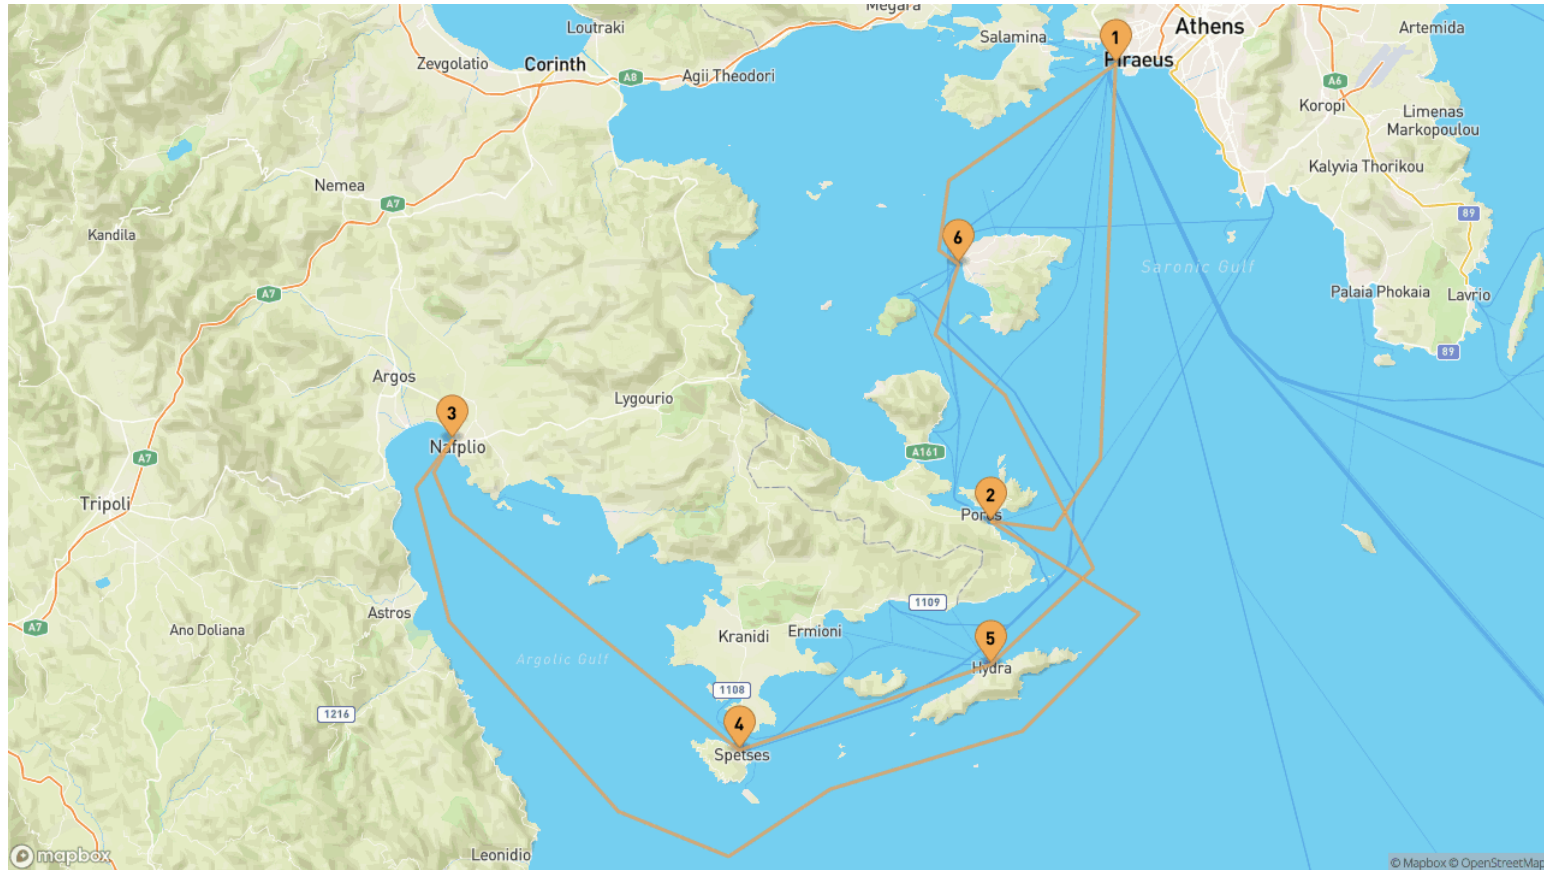 Megara
Loutraki
Salamina
Athens
Artemida
1
Piraeus
Zevgolatio
Corinth
A8
Agii Theodori
A6
Koropi
Limenas
Markopoulou
Kalyvia Thorikou
Nemea
A7
89
Kandila
6
Saronic Gulf
A7
Palaia Phokaia
Lavrio
89
Argos
Lygourio
3
Nafplio
A161
A7
2
Tripoli
Poros
1109
Astros
A7
Ano Doliana
Kranidi
Ermioni
5
Argolic Gulf
Hydra
1108
1216
4
Spetses
Leonidio
mapbox
© Mapbox © OpenStreetMap